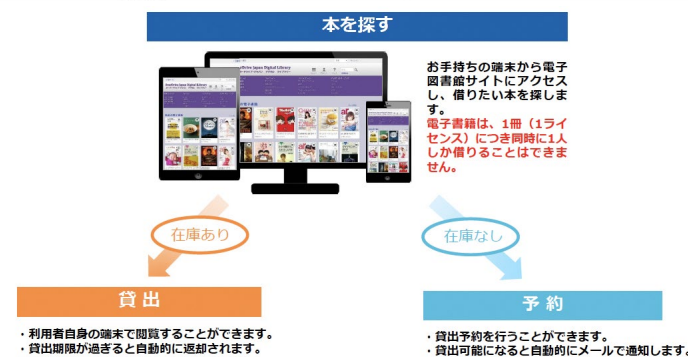 本を探す
お手持ちの端末から電子
図書館サイトにアクセス
し、借りたい本を探しま
す。
電子書籍は、1冊（1ライ
センス）につき同時に1人
しか借りることはできま
せん。
OverDrive Japan Digital Library
在庫あり
在庫なし
貸 出
予 約
・利用者自身の端末で閲覧することができます。
・貸出期限が過ぎると自動的に返却されます。
・貸出予約を行うことができます。
・貸出可能になると自動的にメールで通知します。